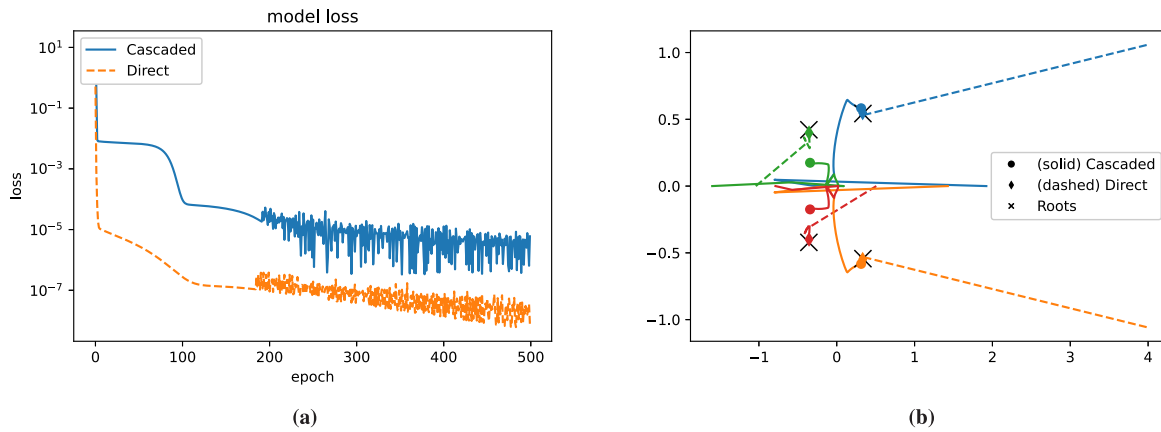 model loss
Cascaded
Direct
10¹
10⁻¹
10⁻³
10⁻⁵
10⁻⁷
loss
0 100 200 300 400 500
epoch
(a)
1.0
0.5
0.0
−0.5
−1.0
(solid) Cascaded
(dashed) Direct
Roots
−1 0 1 2 3 4
(b)